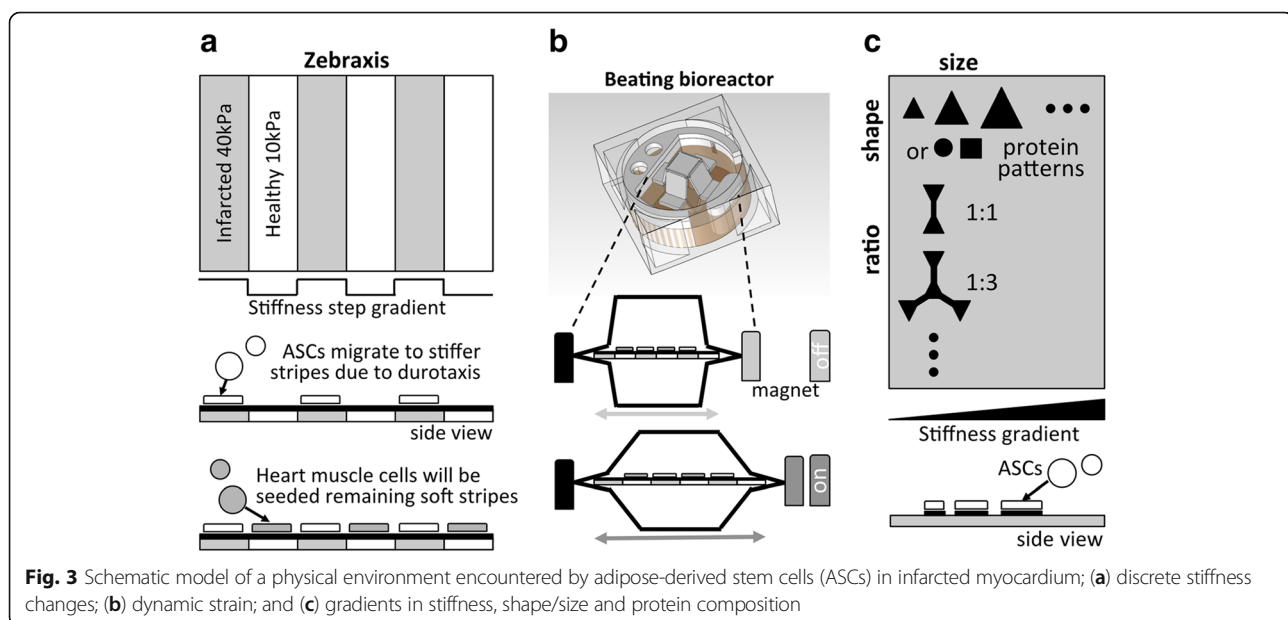 a
Zebraxis
Infarcted 40kPa
Healthy 10kPa
Stiffness step gradient
ASCs migrate to stiffer
stripes due to durotaxis
side view
Heart muscle cells will be
seeded remaining soft stripes
b
Beating bioreactor
off
magnet
on
c
size
shape
or
protein
patterns
ratio
1:1
1:3
Stiffness gradient
ASCs
side view
Fig. 3 Schematic model of a physical environment encountered by adipose-derived stem cells (ASCs) in infarcted myocardium; (a) discrete stiffness
changes; (b) dynamic strain; and (c) gradients in stiffness, shape/size and protein composition